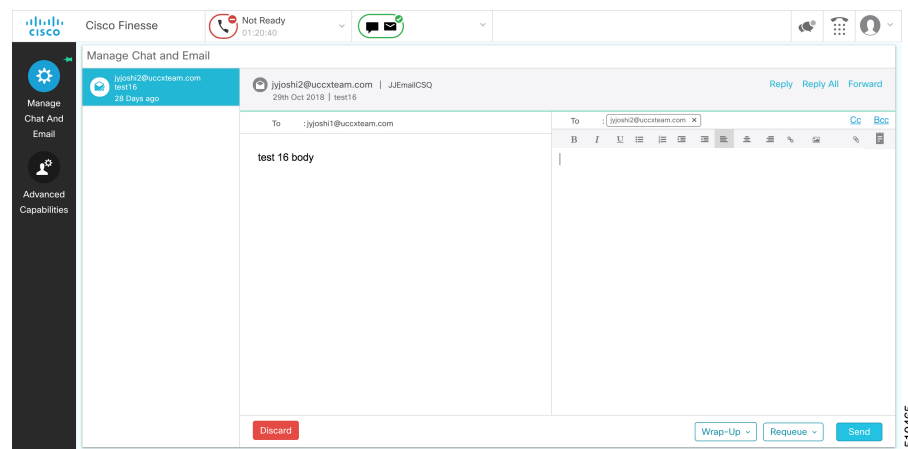 CISCO
Cisco Finesse
Not Ready
01:20:40
Manage Chat And Email
Advanced Capabilities
Manage Chat and Email
jyjoshi2@uccxteam.com
test16
28 Days ago
jyjoshi2@uccxteam.com | JJEmailCSQ
29th Oct 2018 | test16
Reply Reply All Forward
To : jyjoshi1@uccxteam.com
test 16 body
To : jyjoshi2@uccxteam.com ×
Cc Bcc
B I U
Discard
Wrap-Up Requeue Send